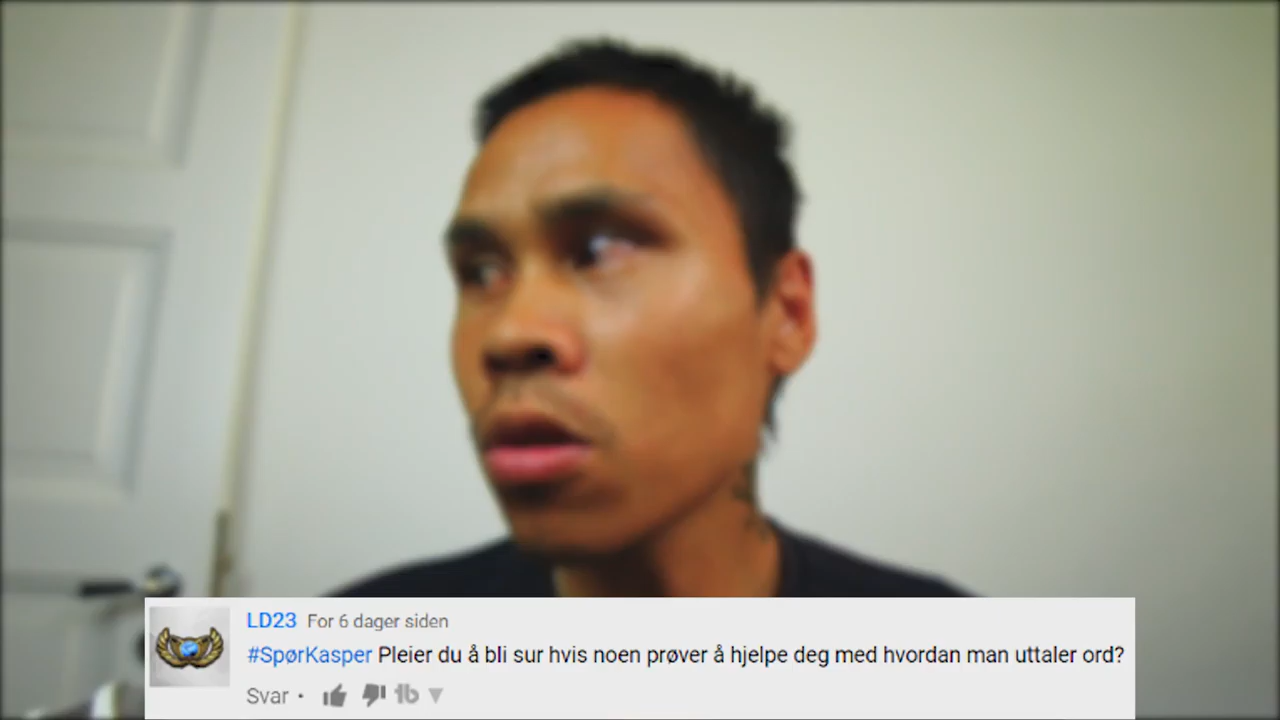 LD23 For 6 dager siden
#SpørKasper Pleier du å bli sur hvis noen prøver å hjelpe deg med hvordan man uttaler ord?
Svar •